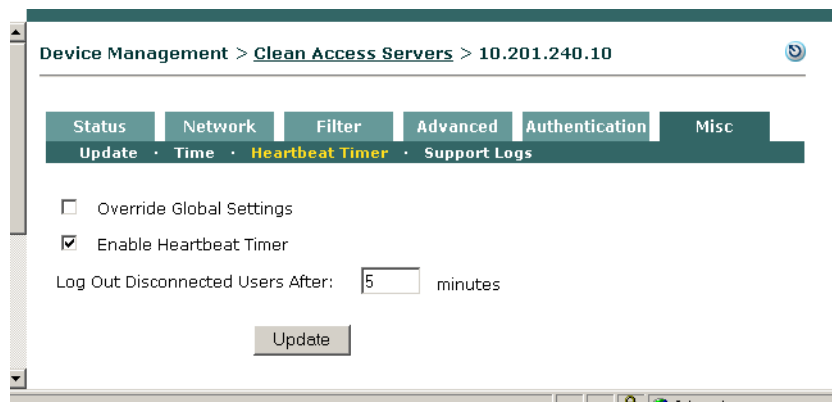 Device Management > Clean Access Servers > 10.201.240.10
Status Network Filter Advanced Authentication Misc
Update · Time · Heartbeat Timer · Support Logs
Override Global Settings
Enable Heartbeat Timer
Log Out Disconnected Users After: 5 minutes
Update